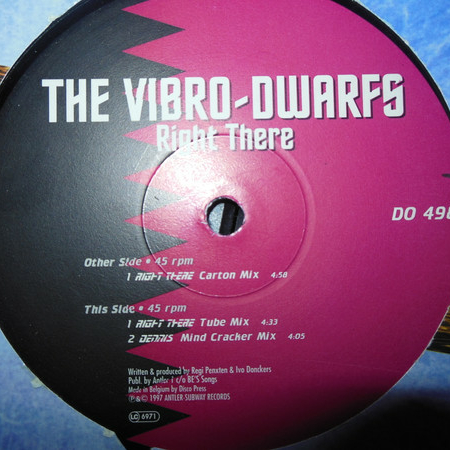 THE VIBRO-DWARFS
Right There
DO 490
Other Side • 45 rpm
1 RIGHT THERE Carton Mix 4:58
This Side • 45 rpm
1 RIGHT THERE Tube Mix 4:33
2 DENNIS Mind Cracker Mix 4:05
Written & produced by Regi Penxten & Ivo Donckers
Publ. by Antler / c/o BE'S Songs
Made in Belgium by Disco Press
℗&© 1997 ANTLER-SUBWAY RECORDS
LC 6971